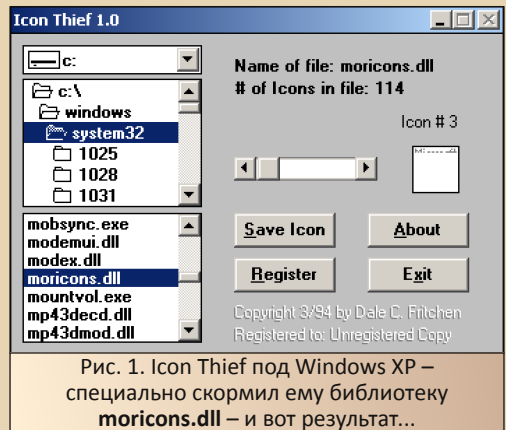 Icon Thief 1.0
c:
Name of file: moricons.dll
# of Icons in file: 114
c:\
windows
system32
1025
1028
1031
Icon # 3
mobsync.exe
modemui.dll
modex.dll
moricons.dll
mountvol.exe
mp43decd.dll
mp43dmod.dll
Save Icon
About
Register
Exit
Copyright 3/94 by Dale C. Fritchen
Registered to: Unregistered Copy
Рис. 1. Icon Thief под Windows XP –
специально скормил ему библиотеку
moricons.dll – и вот результат...